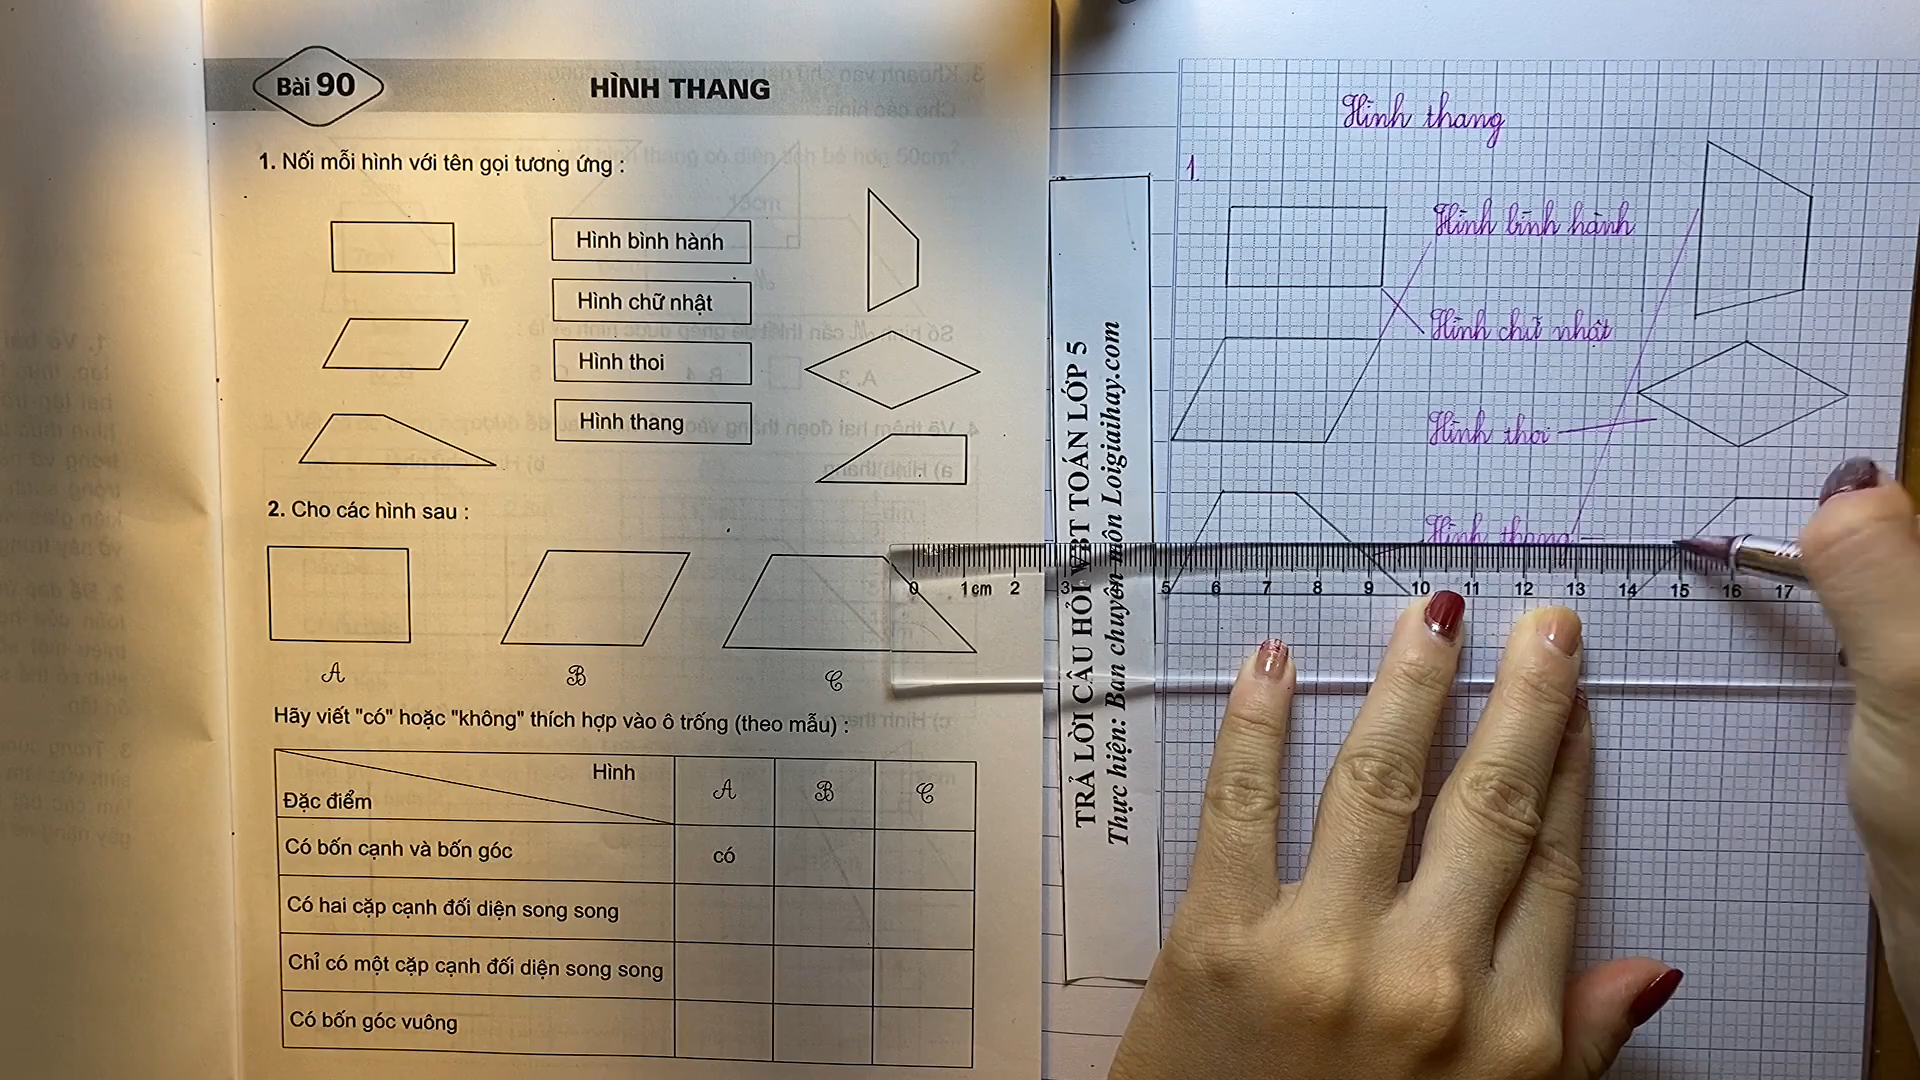 Bài 90
HÌNH THANG
1. Nối mỗi hình với tên gọi tương ứng :
Hình bình hành
Hình chữ nhật
Hình thoi
Hình thang
2. Cho các hình sau :
A
B
C
Hãy viết "có" hoặc "không" thích hợp vào ô trống (theo mẫu) :
Hình
Đặc điểm
A
B
C
Có bốn cạnh và bốn góc
có
Có hai cặp cạnh đối diện song song
Chỉ có một cặp cạnh đối diện song song
Có bốn góc vuông
TRẢ LỜI CÂU HỎI VBT TOÁN LỚP 5
Thực hiện: Ban chuyên môn Loigiaihay.com
Hình thang
1.
Hình bình hành
Hình chữ nhật
Hình thoi
Hình thang
0 1cm 2 3 5 6 7 8 9 10 11 12 13 14 15 16 17